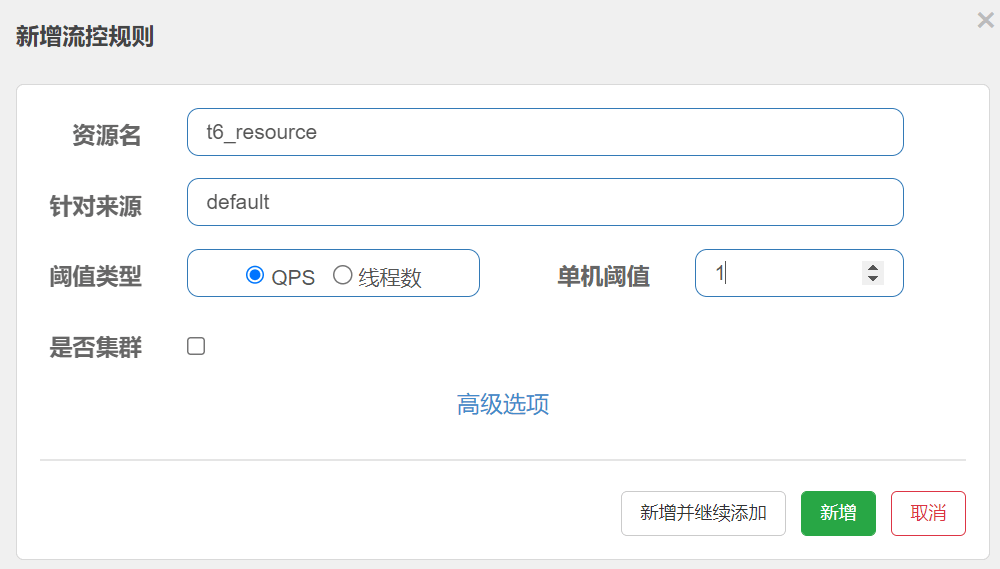 新增流控规则
资源名 t6_resource
针对来源 default
阈值类型 QPS 线程数 单机阈值 1
是否集群
高级选项
新增并继续添加 新增 取消